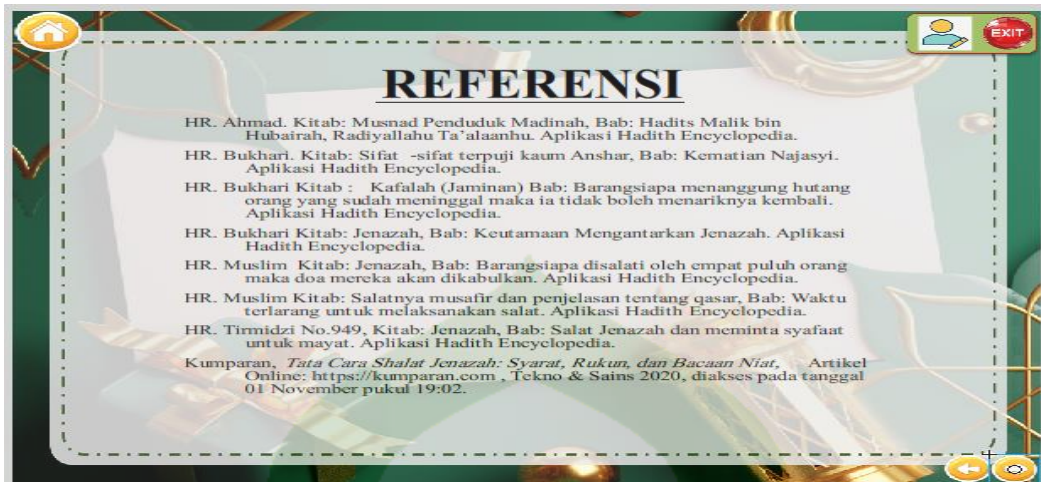 EXIT
REFERENSI
HR. Ahmad. Kitab: Musnad Penduduk Madinah, Bab: Hadits Malik bin
Hubairah, Radiyallahu Ta'alaanhu. Aplikasi Hadith Encyclopedia.
HR. Bukhari. Kitab: Sifat -sifat terpuji kaum Anshar, Bab: Kematian Najasyi.
Aplikasi Hadith Encyclopedia.
HR. Bukhari Kitab : Kafalah (Jaminan) Bab: Barangsiapa menanggung hutang
orang yang sudah meninggal maka ia tidak boleh menariknya kembali.
Aplikasi Hadith Encyclopedia.
HR. Bukhari Kitab: Jenazah, Bab: Keutamaan Mengantarkan Jenazah. Aplikasi
Hadith Encyclopedia.
HR. Muslim Kitab: Jenazah, Bab: Barangsiapa disalati oleh empat puluh orang
maka doa mereka akan dikabulkan. Aplikasi Hadith Encyclopedia.
HR. Muslim Kitab: Salatnya musafir dan penjelasan tentang qasar, Bab: Waktu
terlarang untuk melaksanakan salat. Aplikasi Hadith Encyclopedia.
HR. Tirmidzi No.949, Kitab: Jenazah, Bab: Salat Jenazah dan meminta syafaat
untuk mayat. Aplikasi Hadith Encyclopedia.
Kumparan, Tata Cara Shalat Jenazah: Syarat, Rukun, dan Bacaan Niat, Artikel
Online: https://kumparan.com , Tekno & Sains 2020, diakses pada tanggal
01 November pukul 19:02.